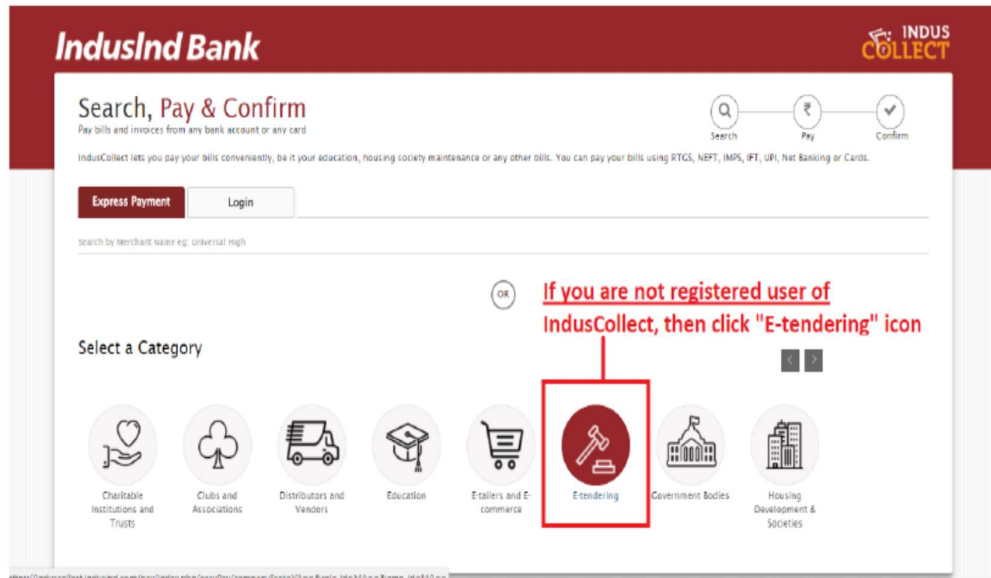 IndusInd Bank
INDUS
COLLECT
Search, Pay & Confirm
Pay bills and invoices from any bank account or any card
Search
Pay
Confirm
IndusCollect lets you pay your bills conveniently, be it your education, housing society maintenance or any other bills. You can pay your bills using RTGS, NEFT, IMPS, IFT, UPI, Net Banking or Cards.
Express Payment
Login
Search by Merchant Name eg: Universal High
OR
If you are not registered user of
IndusCollect, then click "E-tendering" icon
Select a Category
< >
Charitable
Institutions and
Trusts
Clubs and
Associations
Distributors and
Vendors
Education
E-tailers and E-
commerce
E-tendering
Government Bodies
Housing
Development &
Societies